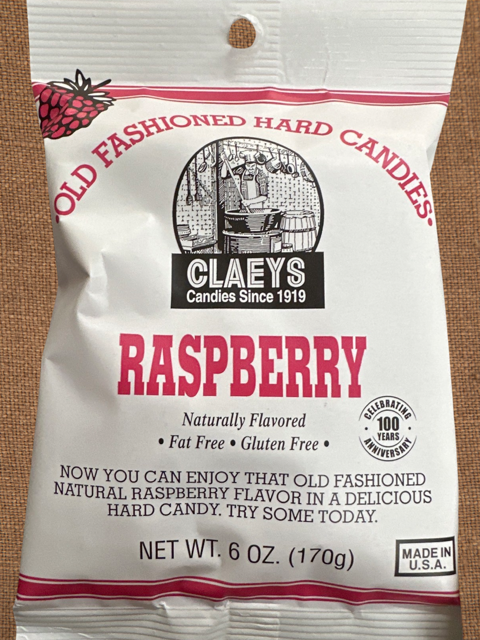 •OLD FASHIONED HARD CANDIES•
CLAEYS
Candies Since 1919
RASPBERRY
Naturally Flavored
• Fat Free • Gluten Free •
CELEBRATING
100
YEARS
ANNIVERSARY
NOW YOU CAN ENJOY THAT OLD FASHIONED
NATURAL RASPBERRY FLAVOR IN A DELICIOUS
HARD CANDY. TRY SOME TODAY.
NET WT. 6 OZ. (170g)
MADE IN
U.S.A.